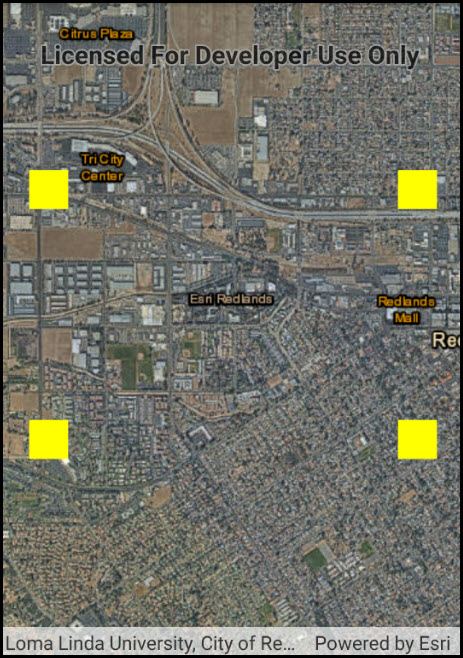 Citrus Plaza
Licensed For Developer Use Only
Tri City
Center
Esri Redlands
Redlands
Mall
Re
Loma Linda University, City of Re... Powered by Esri